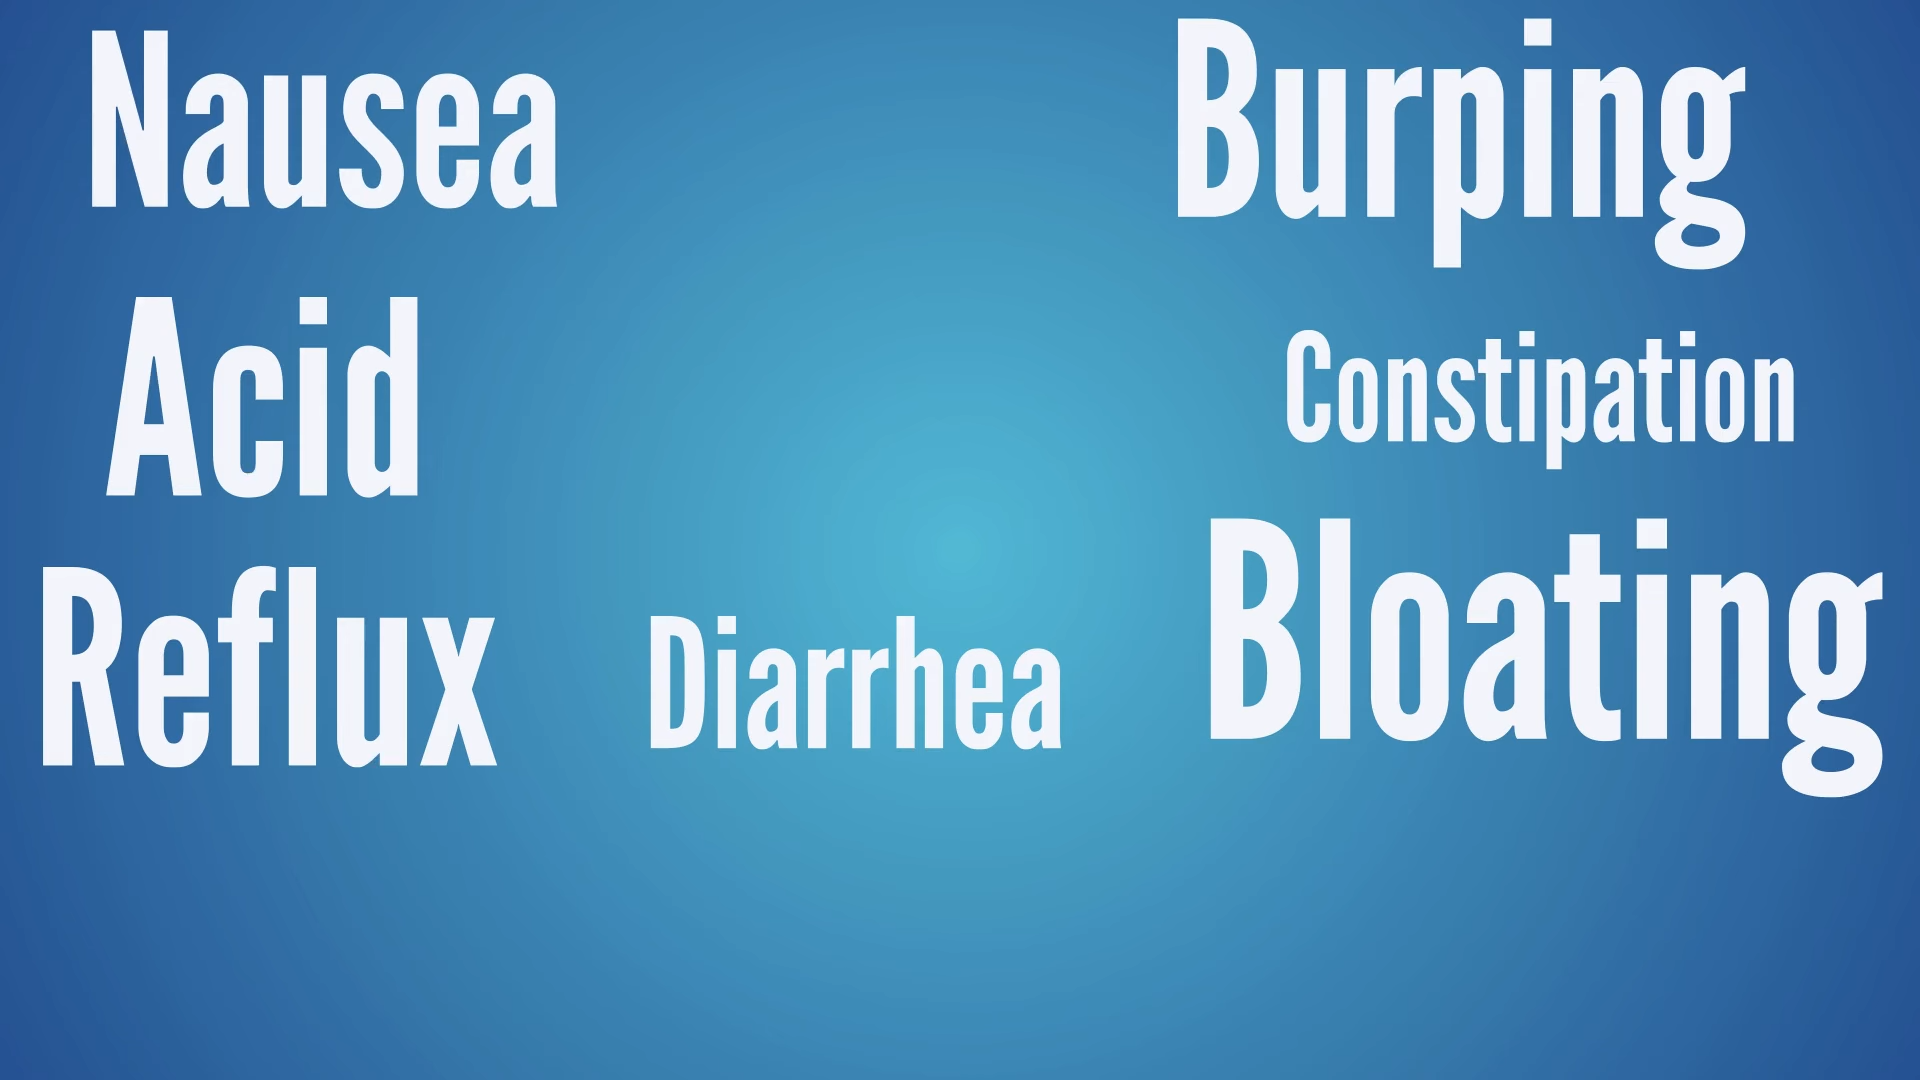 Nausea
Burping
Acid
Reflux
Constipation
Diarrhea
Bloating